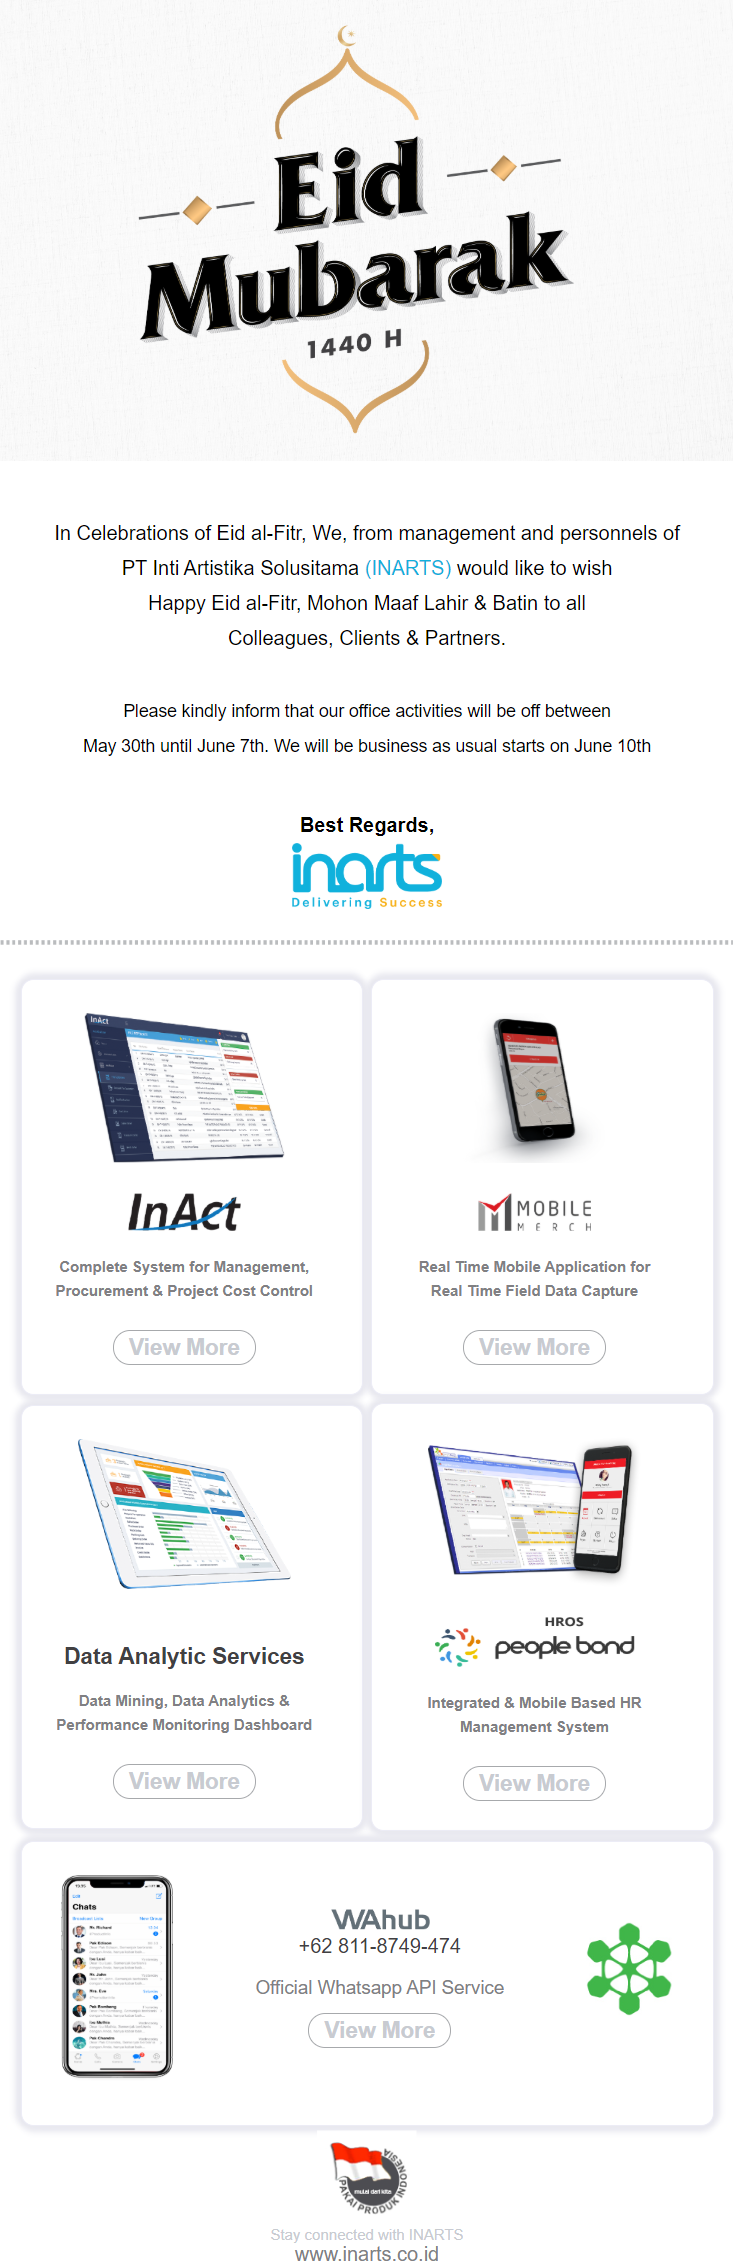 Eid
Mubarak
1440 H
In Celebrations of Eid al-Fitr, We, from management and personnels of
PT Inti Artistika Solusitama (INARTS) would like to wish
Happy Eid al-Fitr, Mohon Maaf Lahir & Batin to all
Colleagues, Clients & Partners.
Please kindly inform that our office activities will be off between
May 30th until June 7th. We will be business as usual starts on June 10th
Best Regards,
inarts
Delivering Success
InAct
InAct
Complete System for Management,
Procurement & Project Cost Control
View More
MOBILE
MERCH
Real Time Mobile Application for
Real Time Field Data Capture
View More
Data Analytic Services
Data Mining, Data Analytics &
Performance Monitoring Dashboard
View More
HROS
people bond
Integrated & Mobile Based HR
Management System
View More
Chats
Broadcast Lists New Group
WAhub
+62 811-8749-474
Official Whatsapp API Service
View More
mulai dari kita
PAKAI PRODUK INDONESIA
Stay connected with INARTS
www.inarts.co.id